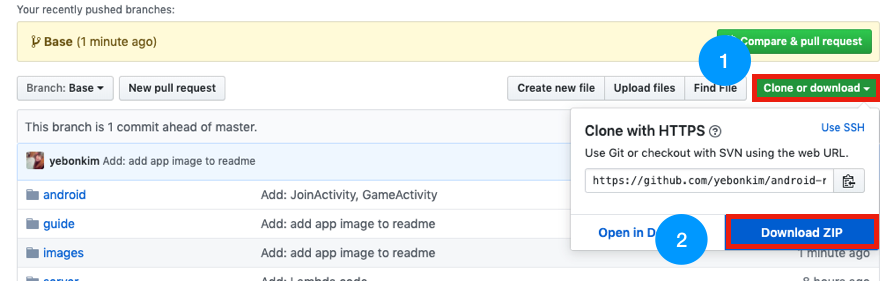 Your recently pushed branches:
Base (1 minute ago)
Compare & pull request
1
Branch: Base
New pull request
Create new file
Upload files
Find File
Clone or download
This branch is 1 commit ahead of master.
Clone with HTTPS
Use SSH
Use Git or checkout with SVN using the web URL.
https://github.com/yebonkim/android-r
yebonkim Add: add app image to readme
android Add: JoinActivity, GameActivity
guide Add: add app image to readme
Open in D
2
Download ZIP
images Add: add app image to readme 1 minute ago